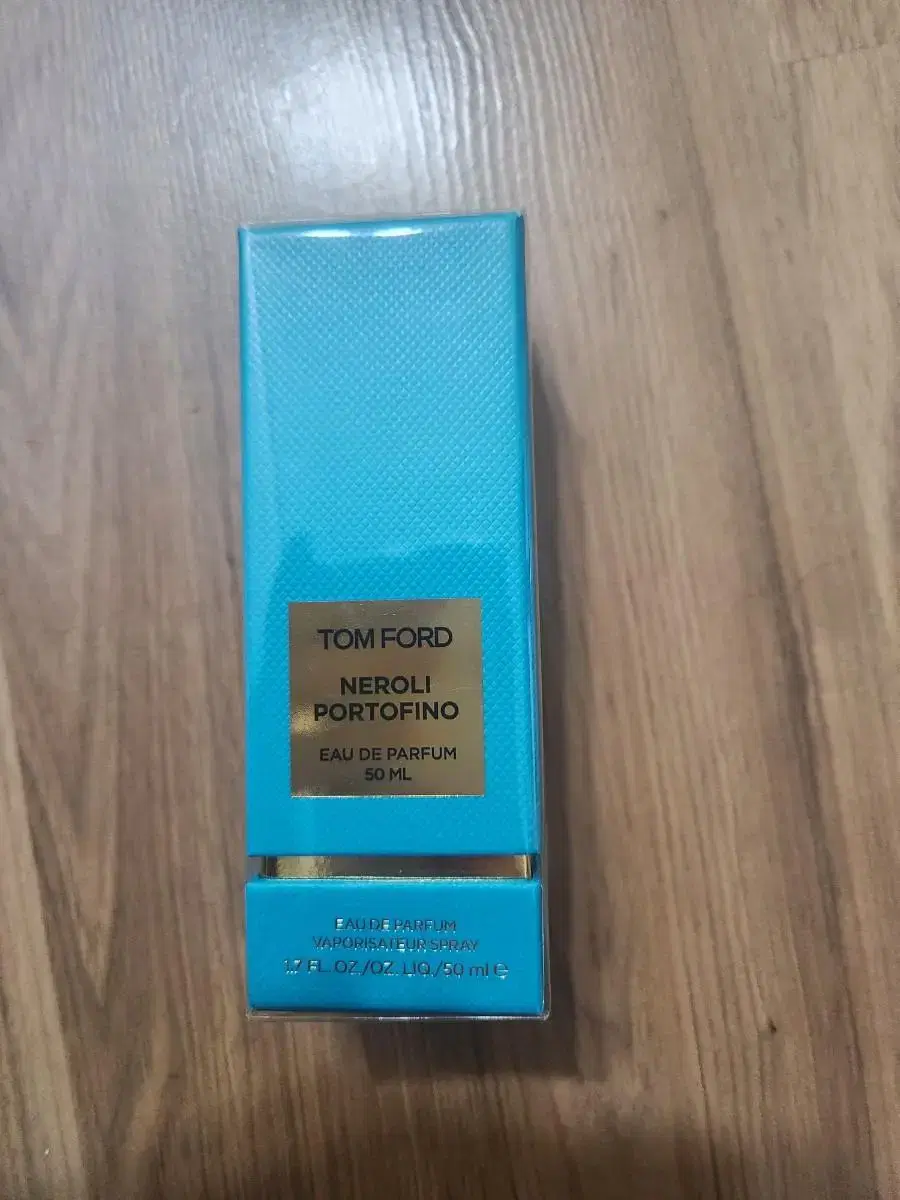 TOM FORD
NEROLI
PORTOFINO
EAU DE PARFUM
50 ML
EAU DE PARFUM
VAPORISATEUR SPRAY
1.7 FL.OZ./OZ. LIQ./50 ml e